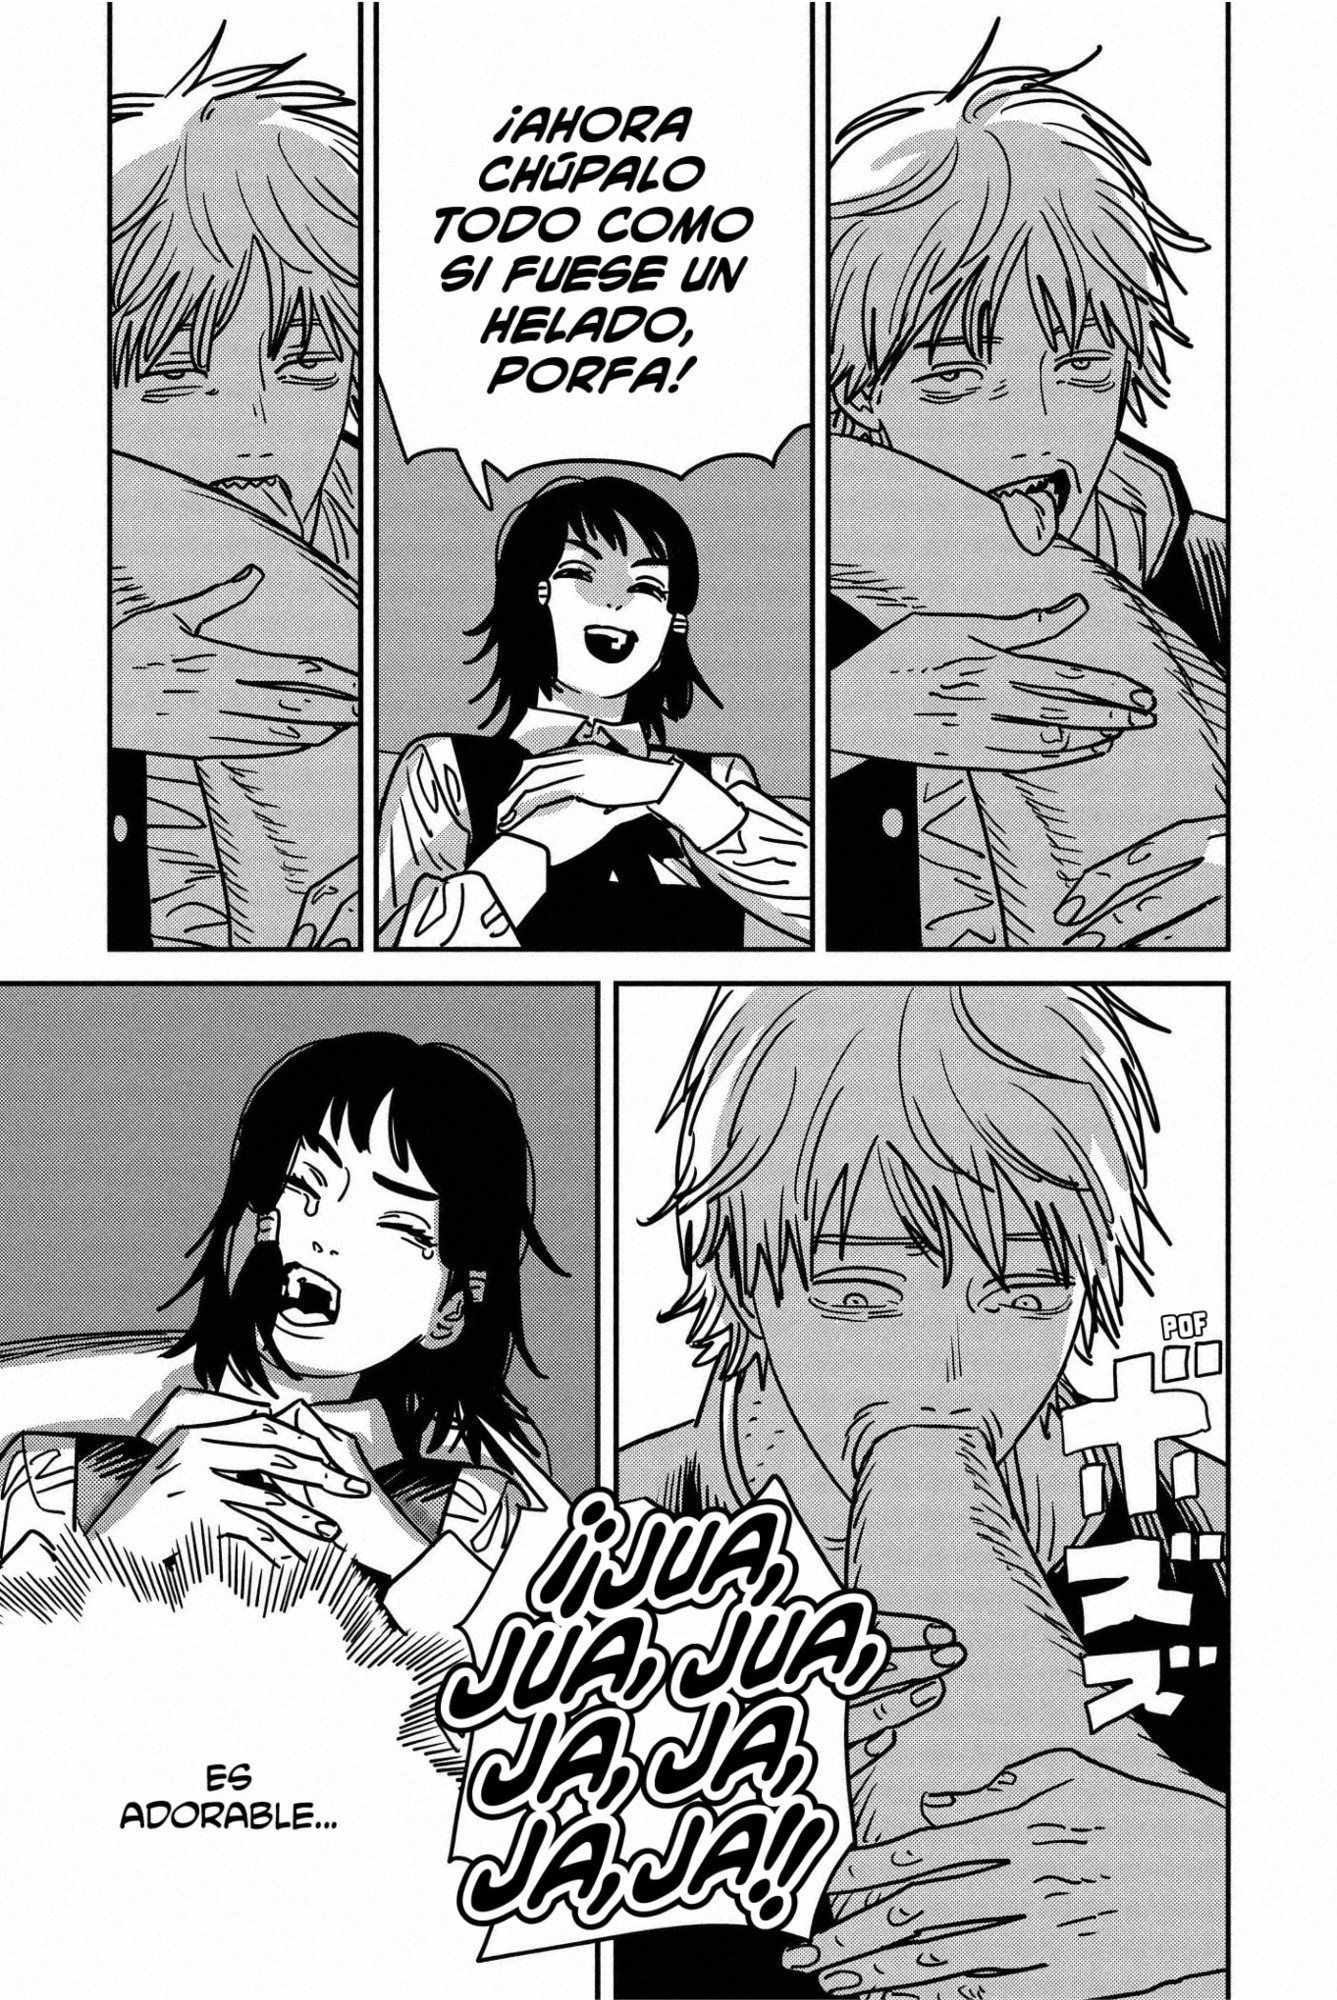 ¡AHORA
CHÚPALO
TODO COMO
SI FUESE UN
HELADO,
PORFA!
POF
¡¡JUA,
JUA, JUA,
JA, JA,
JA, JA!!
ES
ADORABLE...